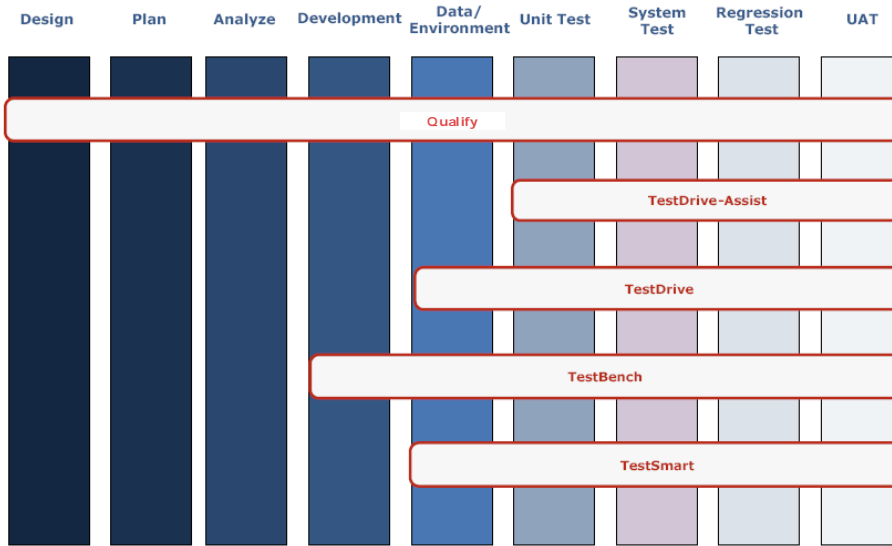 Design
Plan
Analyze
Development
Data/
Environment
Unit Test
System
Test
Regression
Test
UAT
Qualify
TestDrive-Assist
TestDrive
TestBench
TestSmart